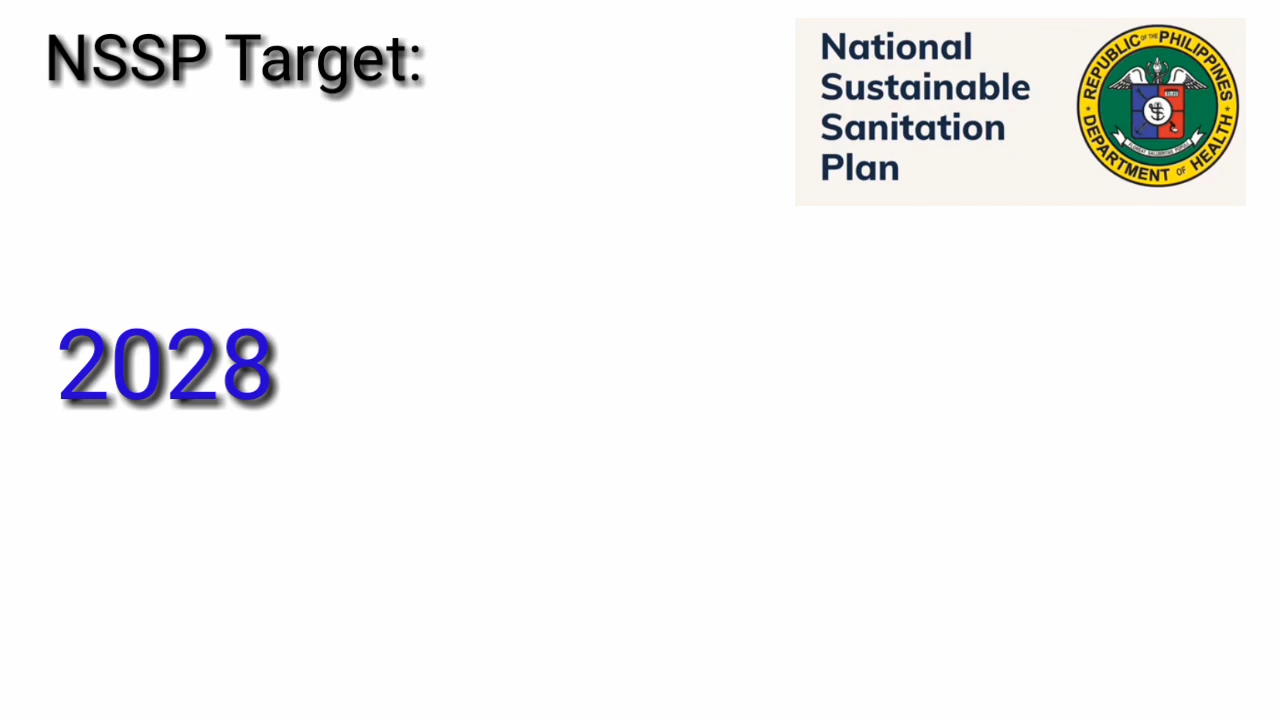 NSSP Target:
National
Sustainable
Sanitation
Plan
REPUBLIC OF THE PHILIPPINES
DEPARTMENT OF HEALTH
2028